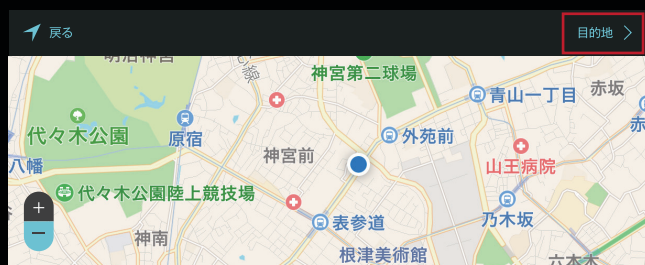 戻る
目的地
明治神宮
神宮第二球場
青山一丁目
赤坂
代々木公園
原宿
外苑前
赤
八幡
神宮前
山王病院
代々木公園陸上競技場
谷
+
表参道
乃木坂
−
神南
根津美術館
六本木